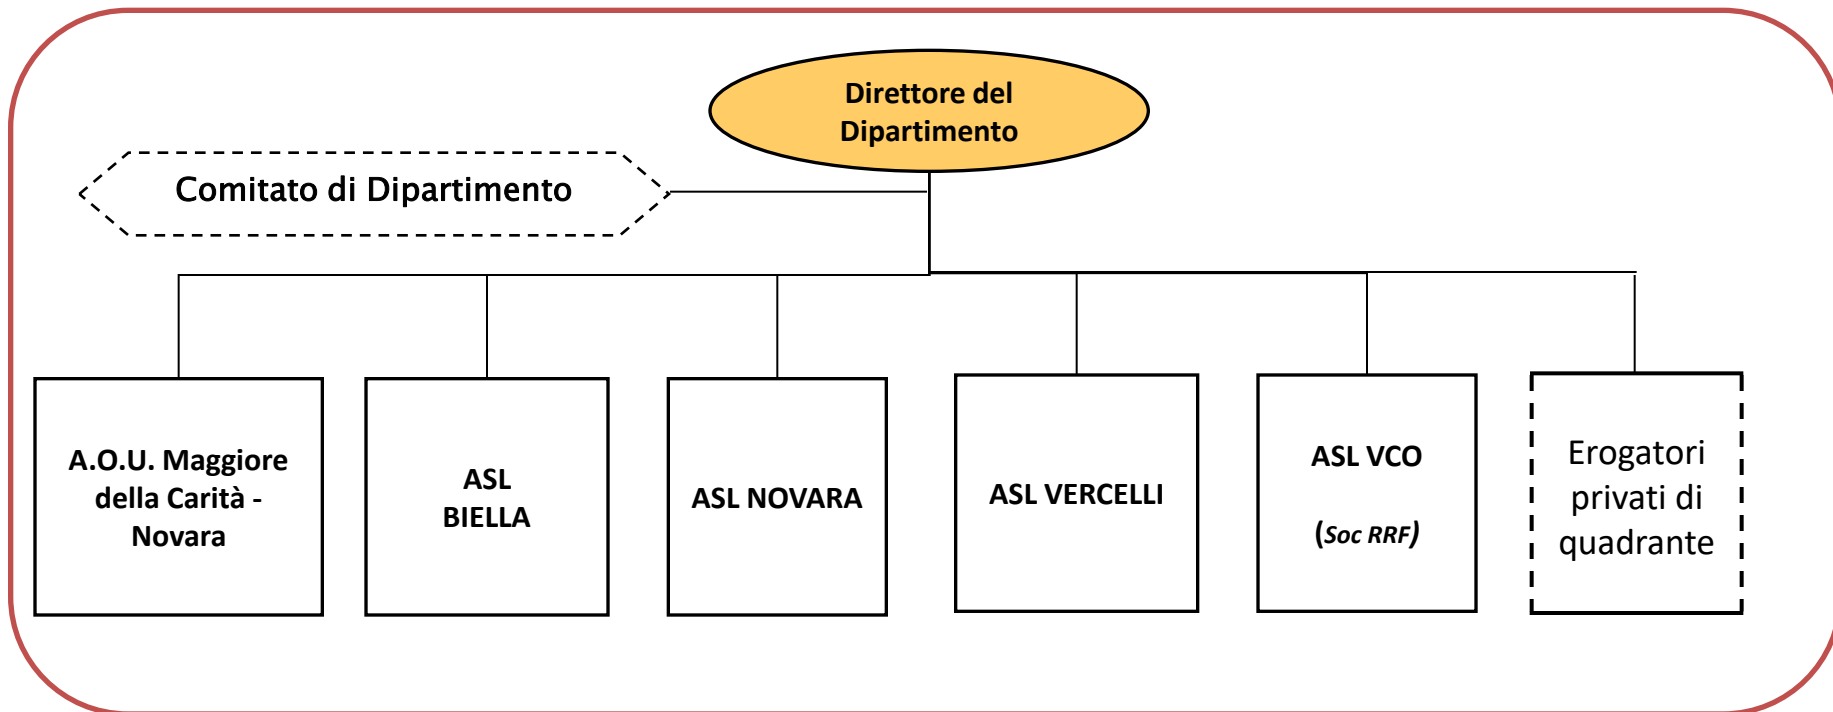 Direttore del
Dipartimento
Comitato di Dipartimento
A.O.U. Maggiore
della Carità -
Novara
ASL
BIELLA
ASL NOVARA
ASL VERCELLI
ASL VCO
(Soc RRF)
Erogatori
privati di
quadrante